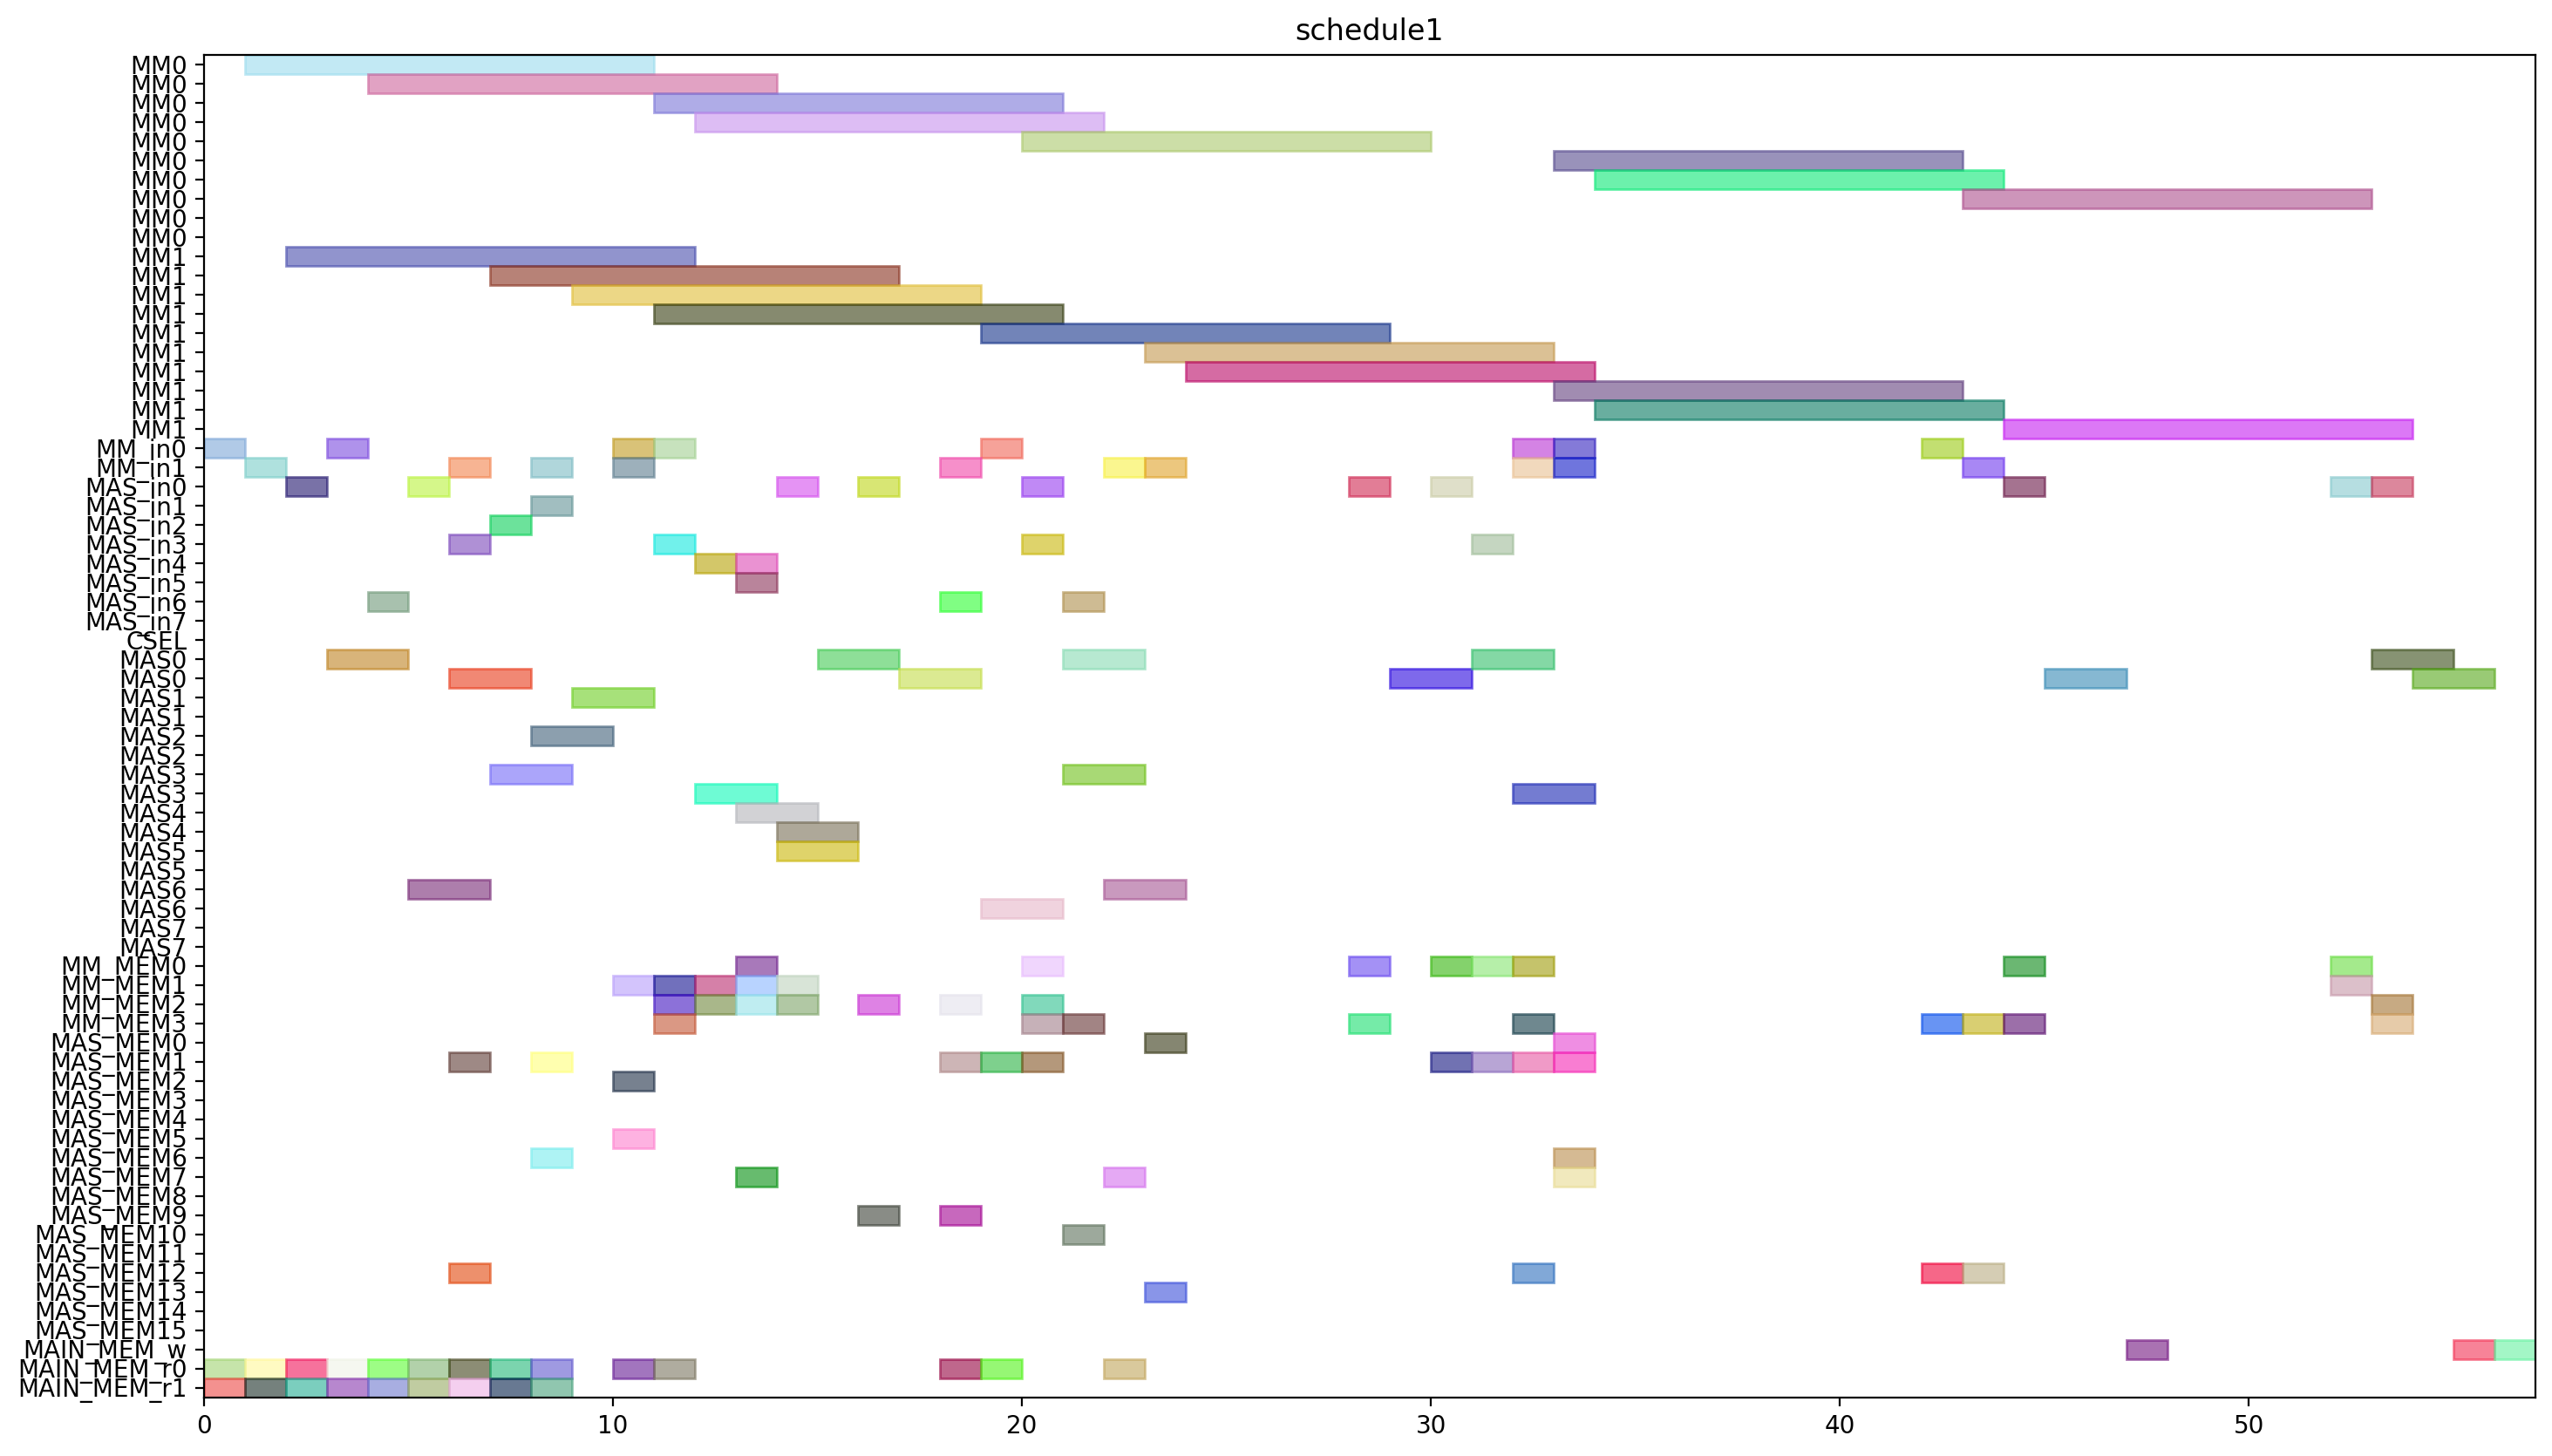 schedule1
MM0
MM0
MM0
MM0
MM0
MM0
MM0
MM0
MM0
MM0
MM1
MM1
MM1
MM1
MM1
MM1
MM1
MM1
MM1
MM1
MM_in0
MM_in1
MAS_in0
MAS_in1
MAS_in2
MAS_in3
MAS_in4
MAS_in5
MAS_in6
MAS_in7
CSEL
MAS0
MAS0
MAS1
MAS1
MAS2
MAS2
MAS3
MAS3
MAS4
MAS4
MAS5
MAS5
MAS6
MAS6
MAS7
MAS7
MM_MEM0
MM_MEM1
MM_MEM2
MM_MEM3
MAS_MEM0
MAS_MEM1
MAS_MEM2
MAS_MEM3
MAS_MEM4
MAS_MEM5
MAS_MEM6
MAS_MEM7
MAS_MEM8
MAS_MEM9
MAS_MEM10
MAS_MEM11
MAS_MEM12
MAS_MEM13
MAS_MEM14
MAS_MEM15
MAIN_MEM_w
MAIN_MEM_r0
MAIN_MEM_r1
0 10 20 30 40 50